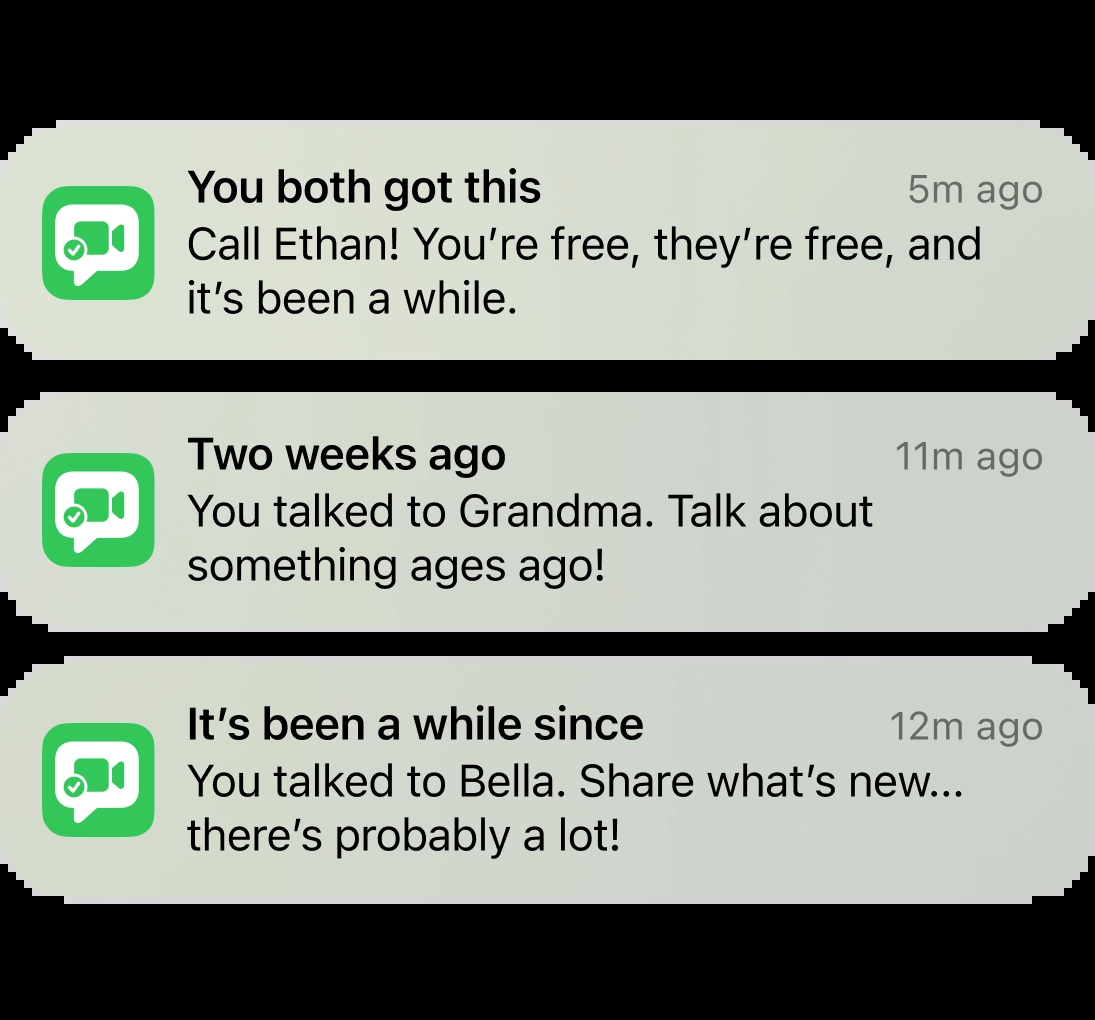 You both got this
5m ago
Call Ethan! You’re free, they’re free, and
it’s been a while.
Two weeks ago
11m ago
You talked to Grandma. Talk about
something ages ago!
It’s been a while since
12m ago
You talked to Bella. Share what’s new...
there’s probably a lot!